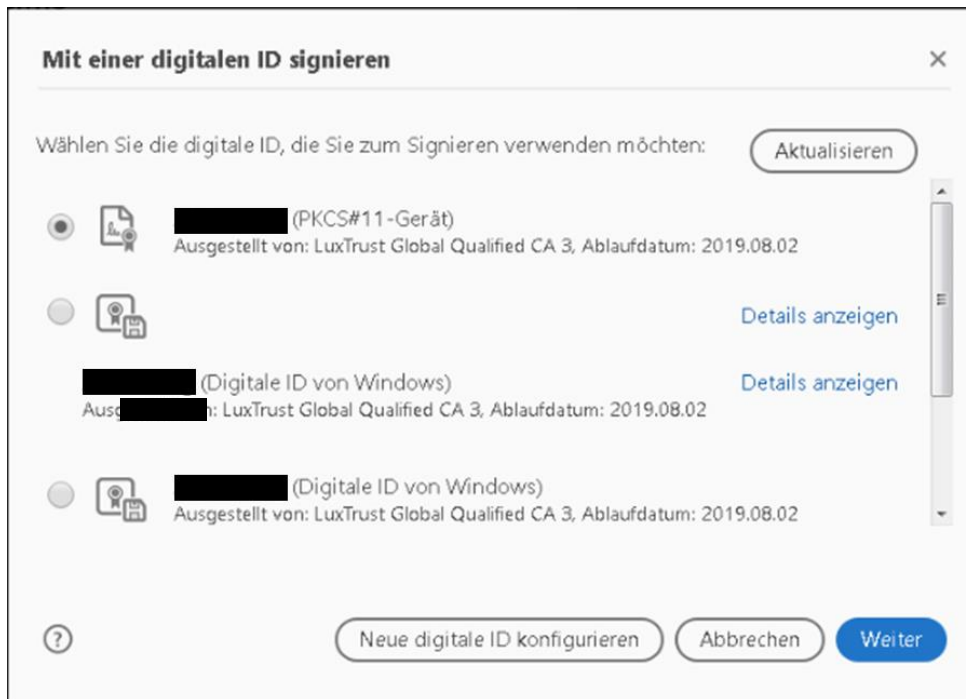 Mit einer digitalen ID signieren
Wählen Sie die digitale ID, die Sie zum Signieren verwenden möchten:
Aktualisieren
(PKCS#11-Gerät)
Ausgestellt von: LuxTrust Global Qualified CA 3, Ablaufdatum: 2019.08.02
Details anzeigen
(Digitale ID von Windows)
Details anzeigen
: LuxTrust Global Qualified CA 3, Ablaufdatum: 2019.08.02
(Digitale ID von Windows)
Ausgestellt von: LuxTrust Global Qualified CA 3, Ablaufdatum: 2019.08.02
?
Neue digitale ID konfigurieren
Abbrechen
Weiter